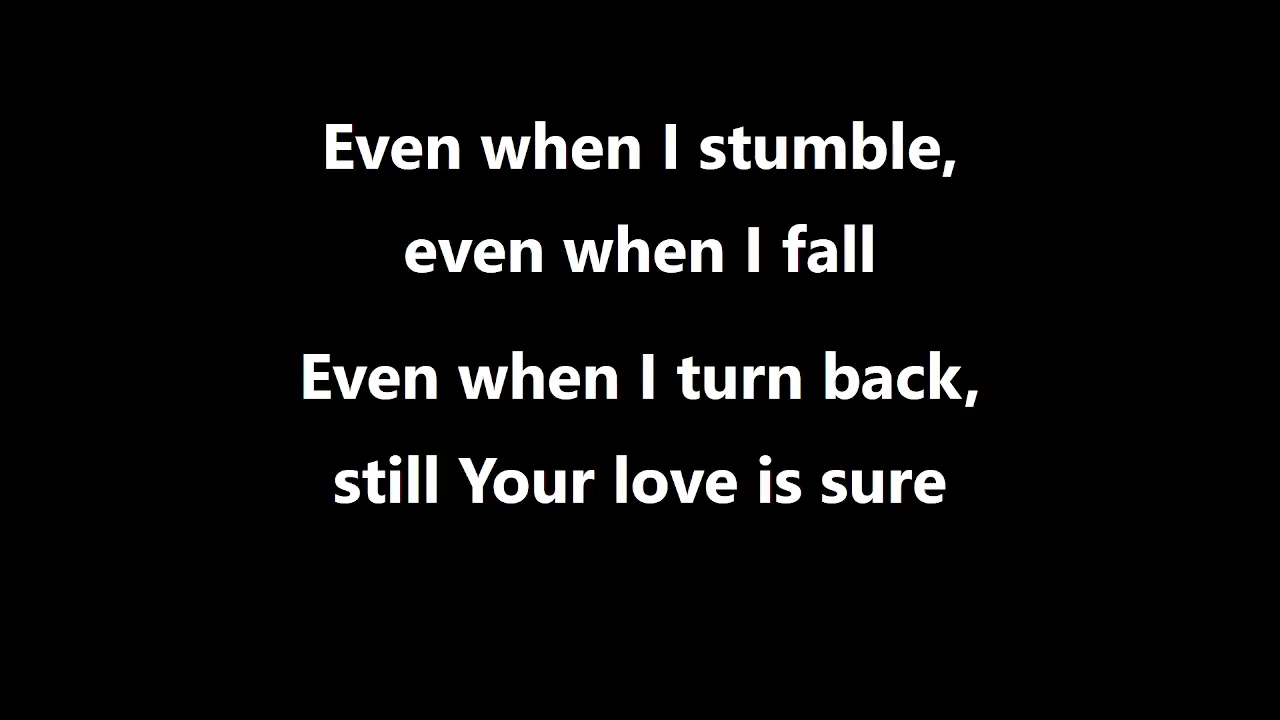 Even when I stumble,
even when I fall
Even when I turn back,
still Your love is sure